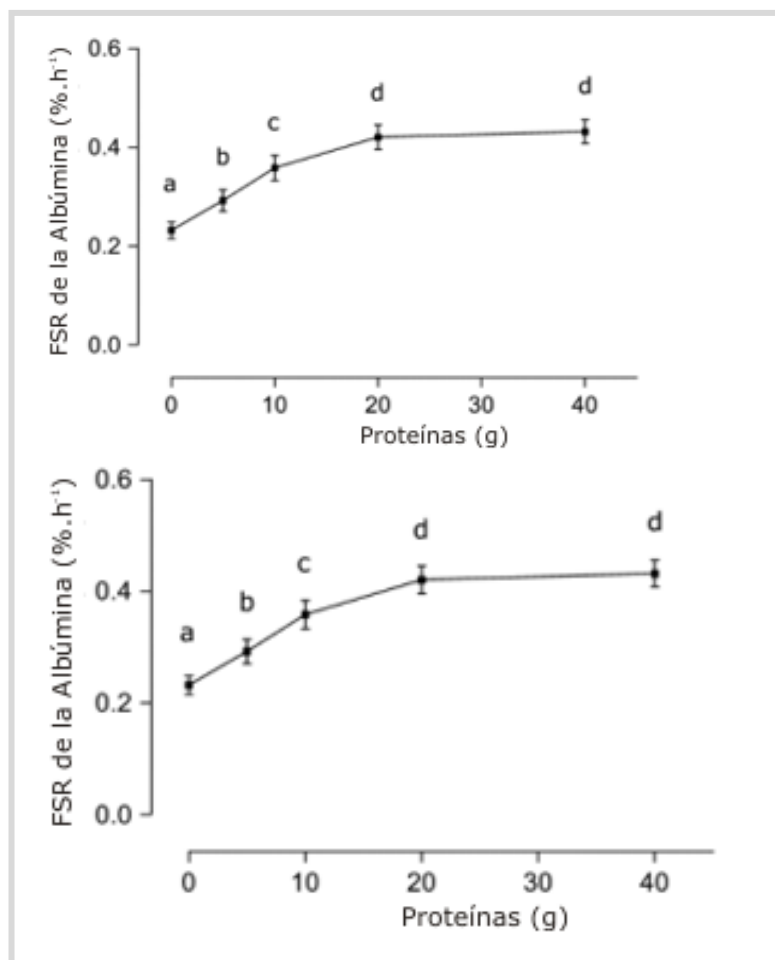 FSR de la Albúmina (%.h⁻¹)
0.6
0.4
0.2
0.0
a
b
c
d
d
0 10 20 30 40
Proteínas (g)
FSR de la Albúmina (%.h⁻¹)
0.6
0.4
0.2
0.0
a
b
c
d
d
0 10 20 30 40
Proteínas (g)